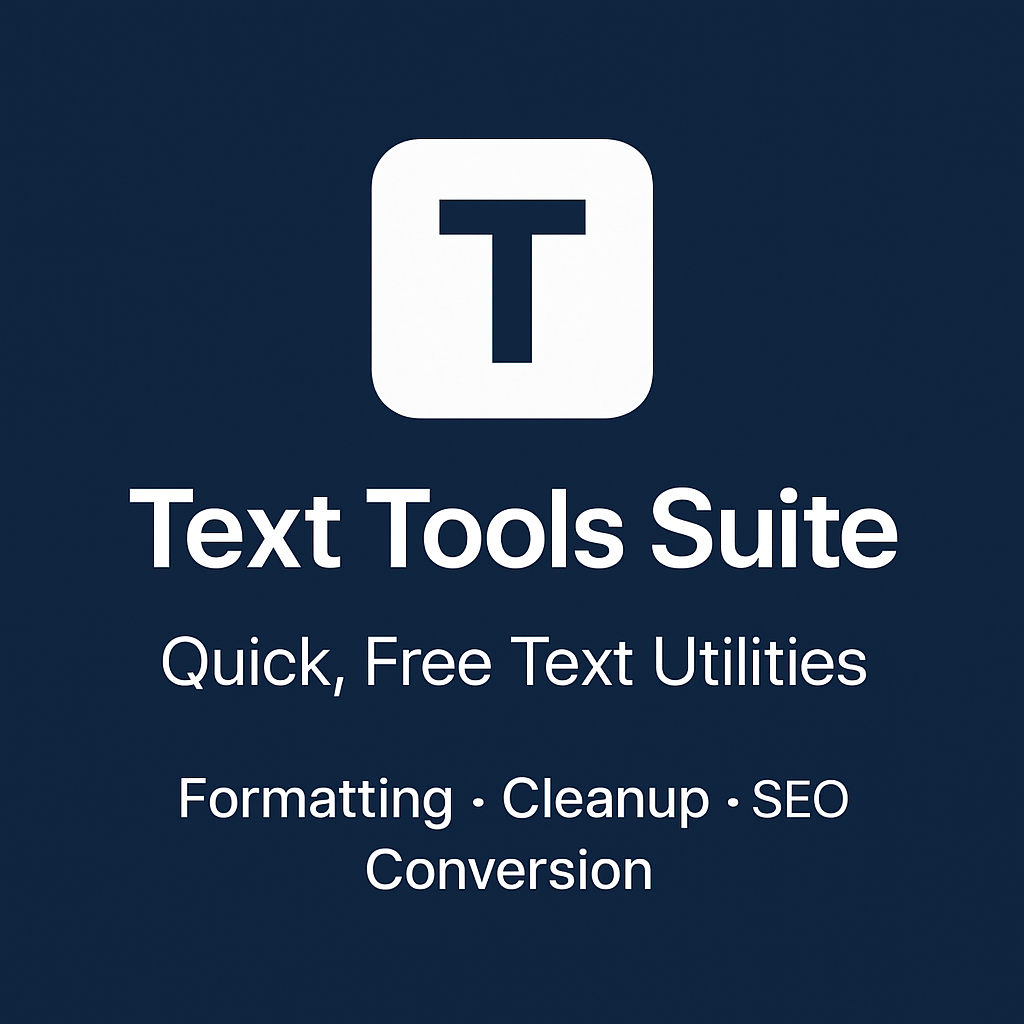 T
Text Tools Suite
Quick, Free Text Utilities
Formatting · Cleanup · SEO
Conversion